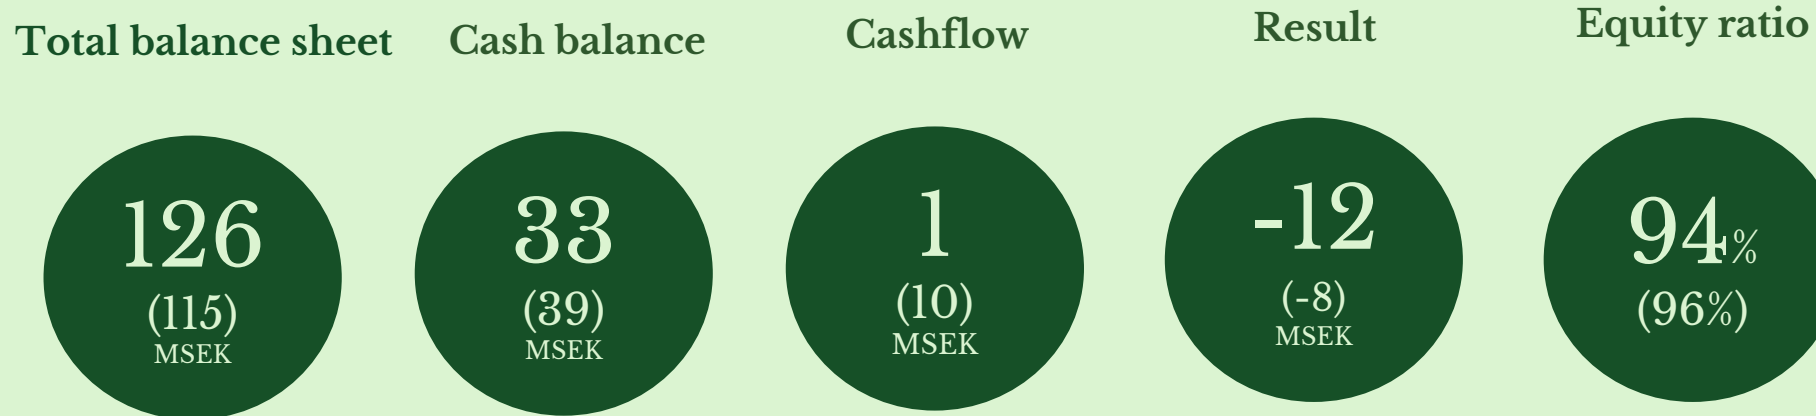 Total balance sheet
Cash balance
Cashflow
Result
Equity ratio
126
(115)
MSEK
33
(39)
MSEK
1
(10)
MSEK
-12
(-8)
MSEK
94%
(96%)